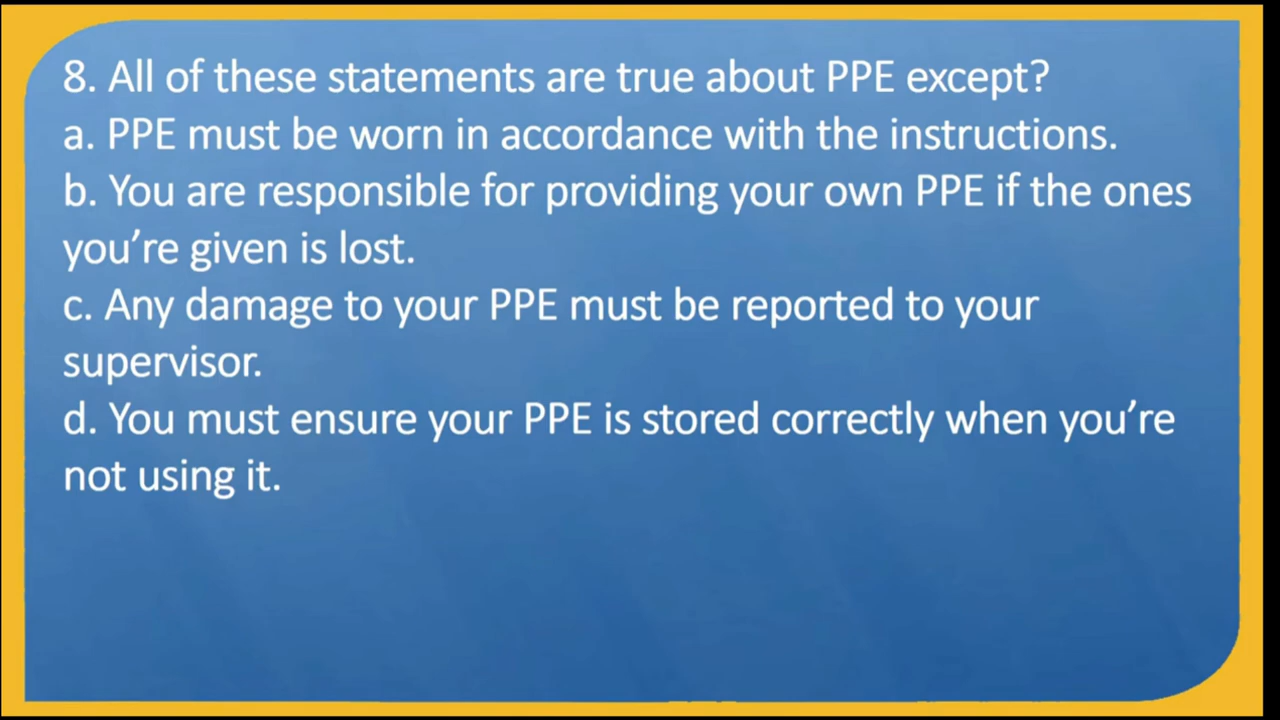 8. All of these statements are true about PPE except?
a. PPE must be worn in accordance with the instructions.
b. You are responsible for providing your own PPE if the ones
you’re given is lost.
c. Any damage to your PPE must be reported to your
supervisor.
d. You must ensure your PPE is stored correctly when you’re
not using it.